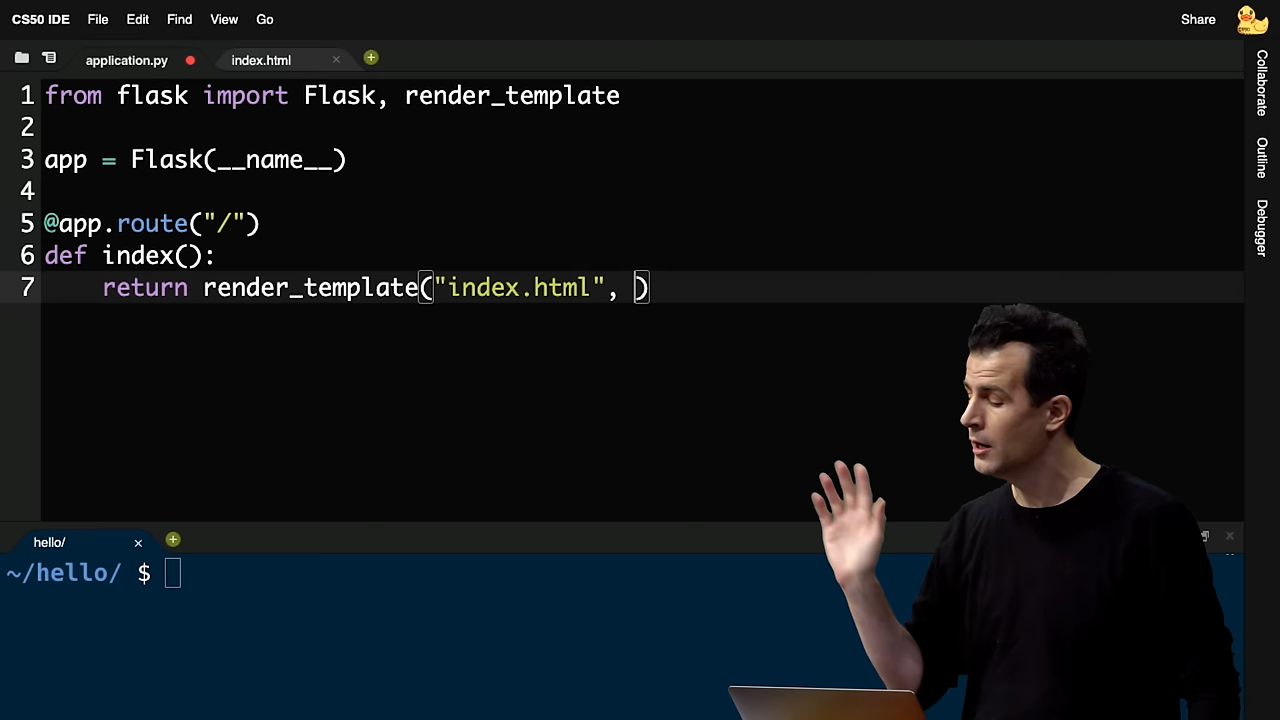 CS50 IDE File Edit Find View Go Share
application.py index.html
1 from flask import Flask, render_template
2
3 app = Flask(__name__)
4
5 @app.route("/")
6 def index():
7     return render_template("index.html", )
hello/
~/hello/ $
Collaborate
Outline
Debugger